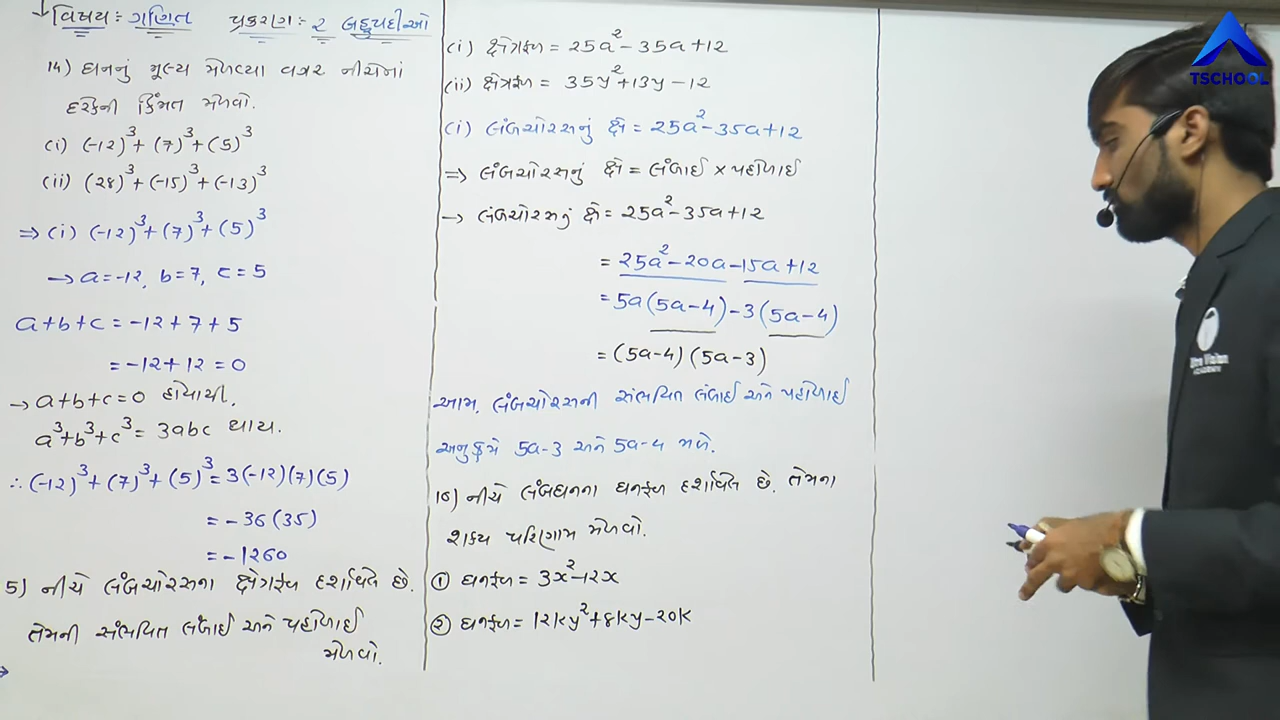 વિષય: ગણિત પ્રકરણ: ૨ બહુપદીઓ
14) ઘનનું મૂલ્ય મેળવ્યા વગર નીચેનાં
દરેકની કિંમત મેળવો.
(i) (-12)³+(7)³+(5)³
(ii) (28)³+(-15)³+(-13)³
⇒ (i) (-12)³+(7)³+(5)³
→ a=-12, b=7, c=5
a+b+c = -12+7+5
= -12+12 = 0
→ a+b+c=0 હોવાથી,
a³+b³+c³= 3abc થાય.
∴ (-12)³+(7)³+(5)³=3(-12)(7)(5)
= -36(35)
= -1260
5) નીચે લંબચોરસના ક્ષેત્રફળ દર્શાવેલ છે.
તેમની સંભવિત લંબાઈ અને પહોળાઈ
મેળવો.
→
(i) ક્ષેત્રફળ = 25a²-35a+12
(ii) ક્ષેત્રફળ = 35y²+13y-12
(i) લંબચોરસનું ક્ષે = 25a²-35a+12
⇒ લંબચોરસનું ક્ષે = લંબાઈ × પહોળાઈ
→ લંબચોરસનું ક્ષે = 25a²-35a+12
= 25a²-20a-15a+12
= 5a(5a-4)-3(5a-4)
= (5a-4)(5a-3)
આમ, લંબચોરસની સંભવિત લંબાઈ અને પહોળાઈ
અનુક્રમે 5a-3 અને 5a-4 મળે.
16) નીચે લંબઘનના ઘનફળ દર્શાવેલ છે. તેમના
શક્ય પરિણામ મેળવો.
① ઘનફળ = 3x²-12x
② ઘનફળ = 12ky²+8ky-20k
TSCHOOL
ACADEMY